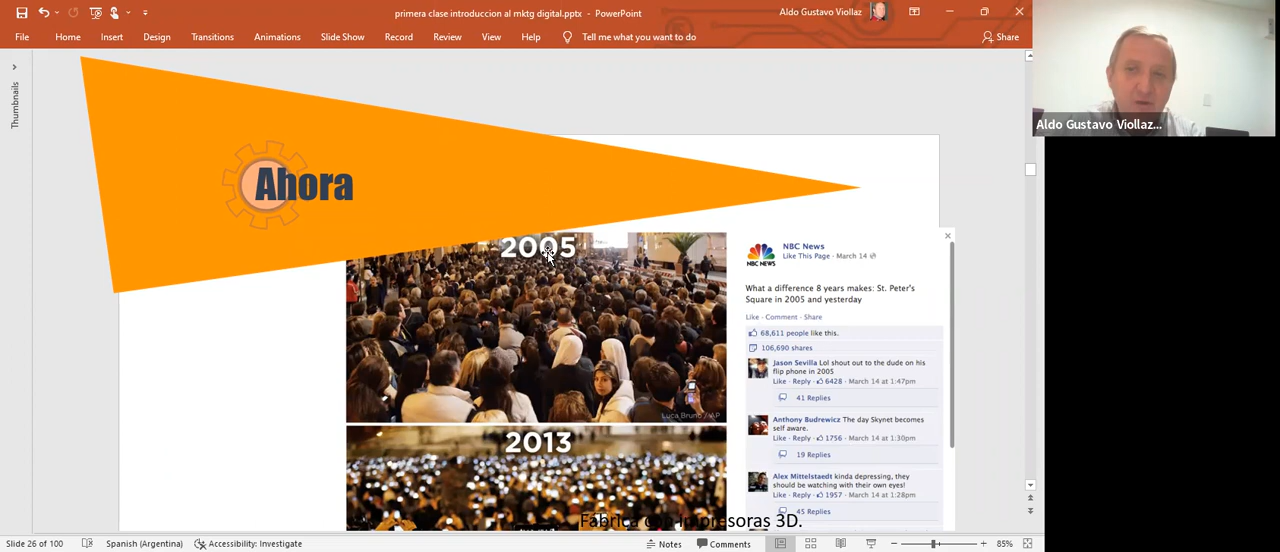 primera clase introduccion al mktg digital.pptx - PowerPoint
Aldo Gustavo Viollaz
File Home Insert Design Transitions Animations Slide Show Record Review View Help Tell me what you want to do Share
Aldo Gustavo Viollaz...
Thumbnails
Ahora
2005
Luca Bruno / AP
2013
NBC News
Like This Page · March 14
What a difference 8 years makes: St. Peter's
Square in 2005 and yesterday
Like · Comment · Share
68,611 people like this.
106,690 shares
Jason Sevilla Lol shout out to the dude on his
flip phone in 2005
Like · Reply · 6428 · March 14 at 1:47pm
41 Replies
Anthony Budrewicz The day Skynet becomes
self aware.
Like · Reply · 1756 · March 14 at 1:30pm
19 Replies
Alex Mittelstaedt kinda depressing, they
should be watching with their own eyes!
Like · Reply · 1957 · March 14 at 1:28pm
45 Replies
Fabrica con impresoras 3D.
Slide 26 of 100 Spanish (Argentina) Accessibility: Investigate Notes Comments 85%